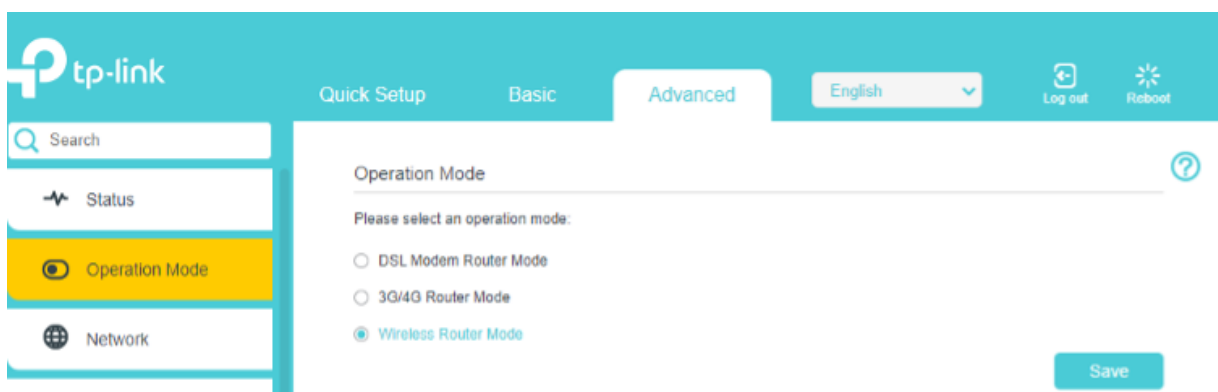 tp-link
Quick Setup
Basic
Advanced
English
Log out
Reboot
Search
Status
Operation Mode
Network
Operation Mode
Please select an operation mode:
DSL Modem Router Mode
3G/4G Router Mode
Wireless Router Mode
Save